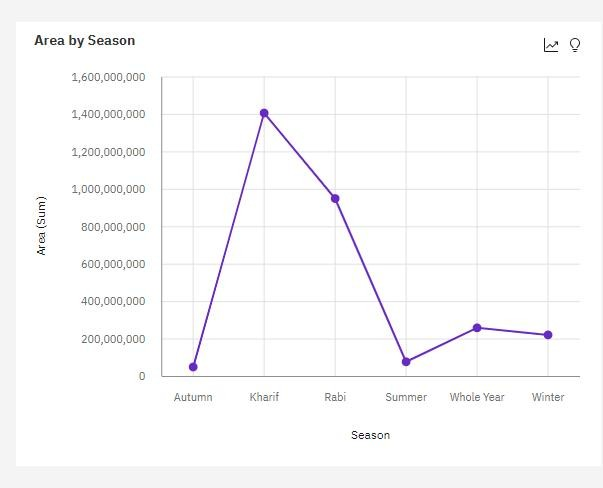 Area by Season
1,600,000,000
1,400,000,000
1,200,000,000
1,000,000,000
800,000,000
600,000,000
400,000,000
200,000,000
0
Area (Sum)
Autumn Kharif Rabi Summer Whole Year Winter
Season